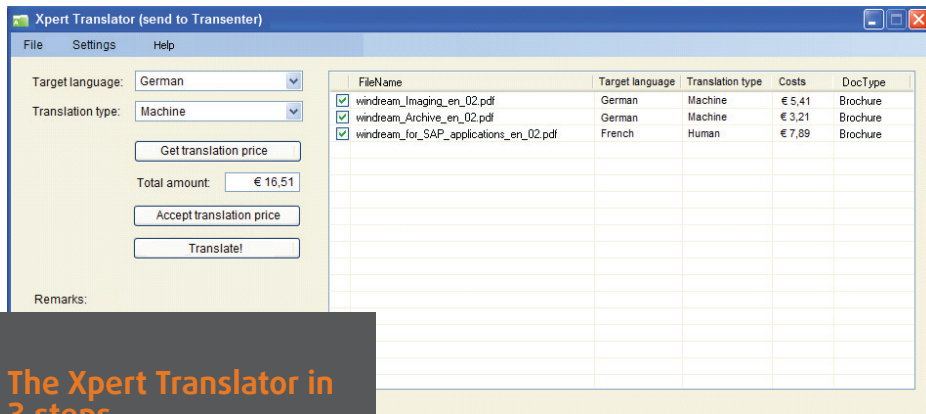 Xpert Translator (send to Transenter)
File Settings Help
Target language: German
Translation type: Machine
Get translation price
Total amount: € 16,51
Accept translation price
Translate!
Remarks:
FileName Target language Translation type Costs DocType
windream_Imaging_en_02.pdf German Machine € 5,41 Brochure
windream_Archive_en_02.pdf German Machine € 3,21 Brochure
windream_for_SAP_applications_en_02.pdf French Human € 7,89 Brochure
The Xpert Translator in
3 steps